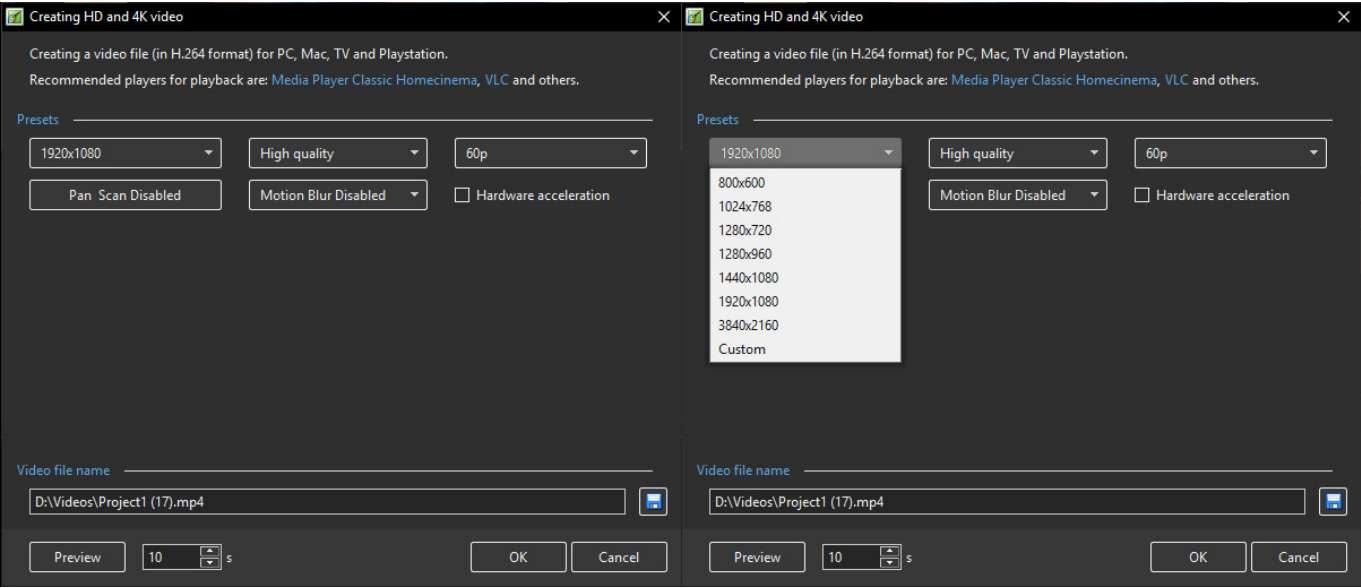 Creating HD and 4K video
Creating a video file (in H.264 format) for PC, Mac, TV and Playstation.
Recommended players for playback are: Media Player Classic Homecinema, VLC and others.
Presets
1920x1080 High quality 60p
Pan Scan Disabled Motion Blur Disabled Hardware acceleration
Video file name
D:\Videos\Project1 (17).mp4
Preview 10 s OK Cancel
Creating HD and 4K video
Creating a video file (in H.264 format) for PC, Mac, TV and Playstation.
Recommended players for playback are: Media Player Classic Homecinema, VLC and others.
Presets
1920x1080 High quality 60p
800x600
Motion Blur Disabled Hardware acceleration
1024x768
1280x720
1280x960
1440x1080
1920x1080
3840x2160
Custom
Video file name
D:\Videos\Project1 (17).mp4
Preview 10 s OK Cancel